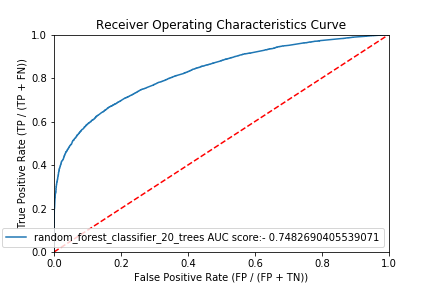 Receiver Operating Characteristics Curve
True Positive Rate (TP / (TP + FN))
1.0
0.8
0.6
0.4
0.2
0.0
random_forest_classifier_20_trees AUC score:- 0.7482690405539071
0.0 0.2 0.4 0.6 0.8 1.0
False Positive Rate (FP / (FP + TN))